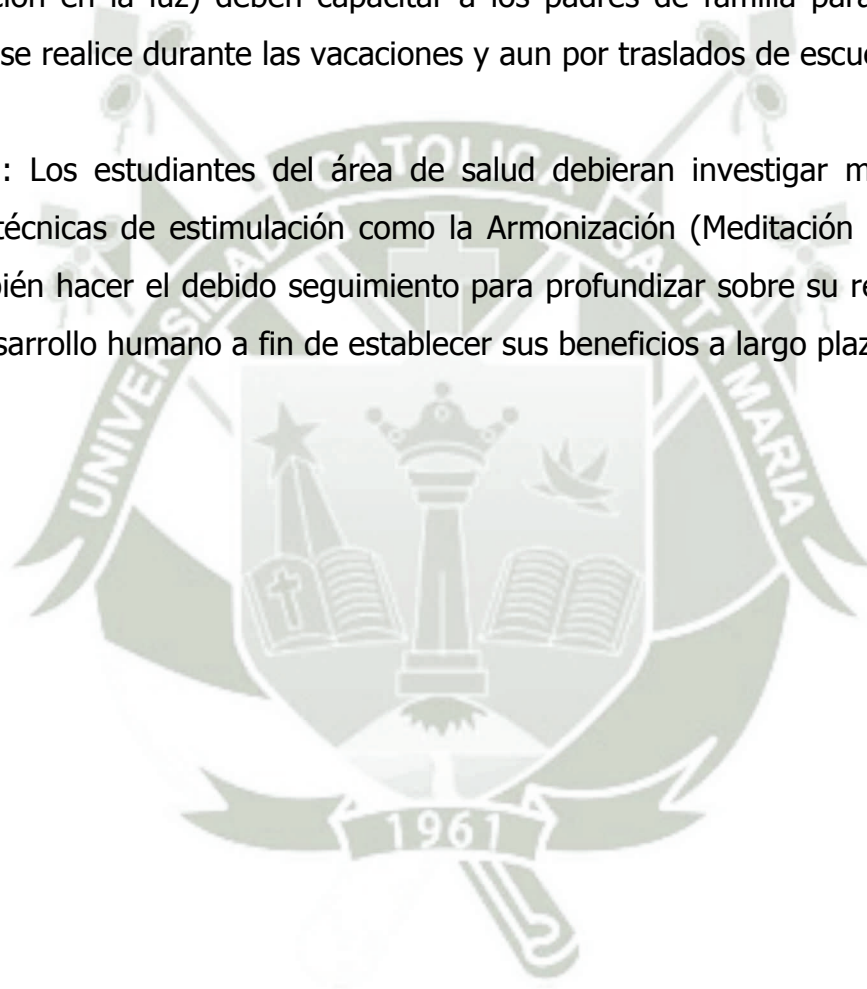 ción en la luz) deben capacitar a los padres de familia para
se realice durante las vacaciones y aun por traslados de escue
: Los estudiantes del área de salud debieran investigar m
técnicas de estimulación como la Armonización (Meditación
bién hacer el debido seguimiento para profundizar sobre su re
sarrollo humano a fin de establecer sus beneficios a largo plaz
UNIVERSIDAD CATOLICA SANTA MARIA
1961